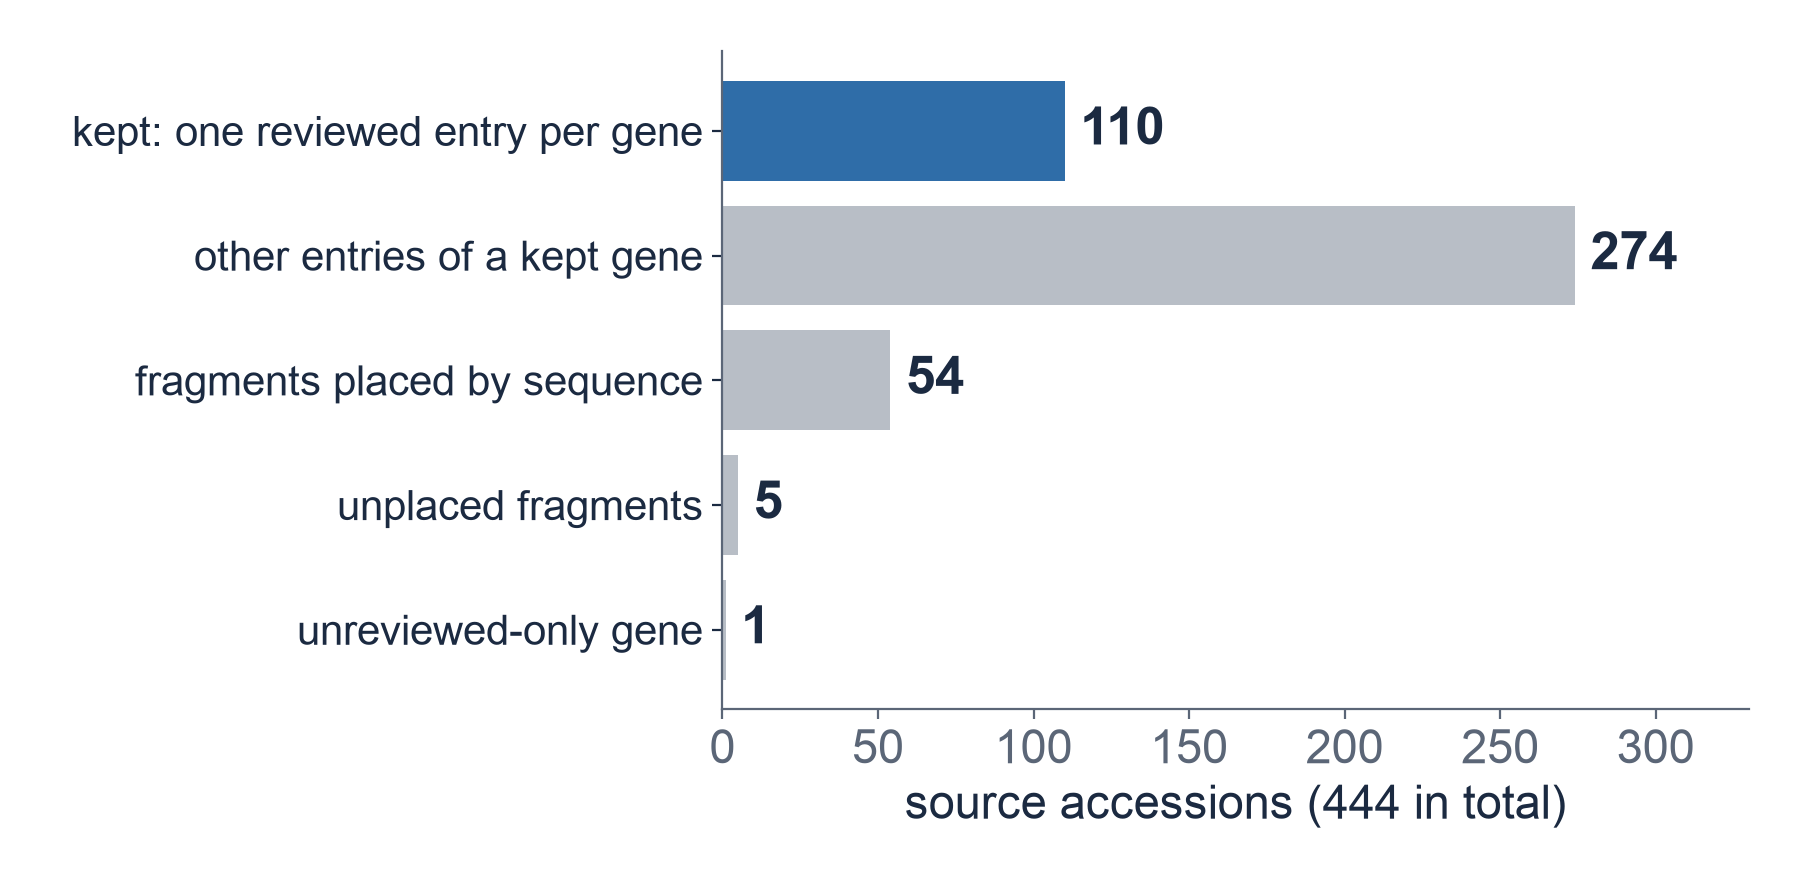 kept: one reviewed entry per gene 110
other entries of a kept gene 274
fragments placed by sequence 54
unplaced fragments 5
unreviewed-only gene 1
0 50 100 150 200 250 300
source accessions (444 in total)